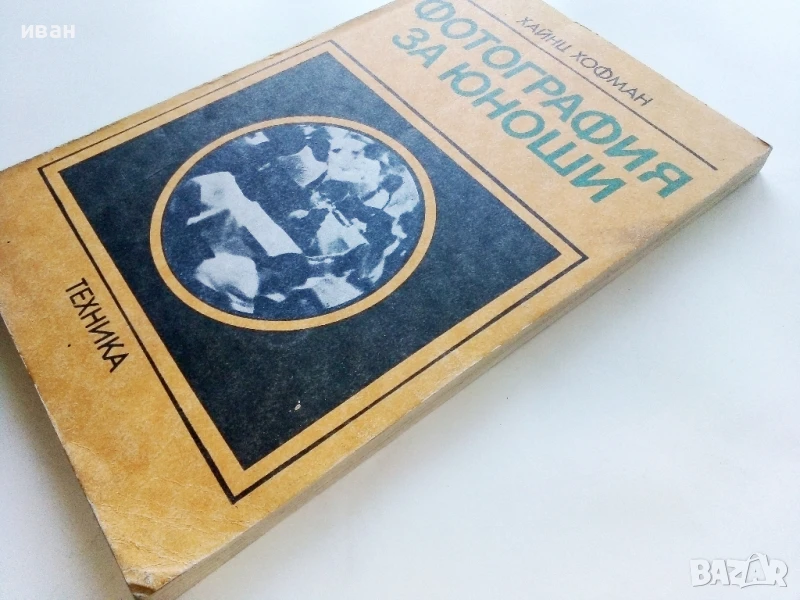 иван
ХАЙНЦ ХОФМАН
ФОТОГРАФИЯ
ЗА ЮНОШИ
ТЕХНИКА
BAZAR